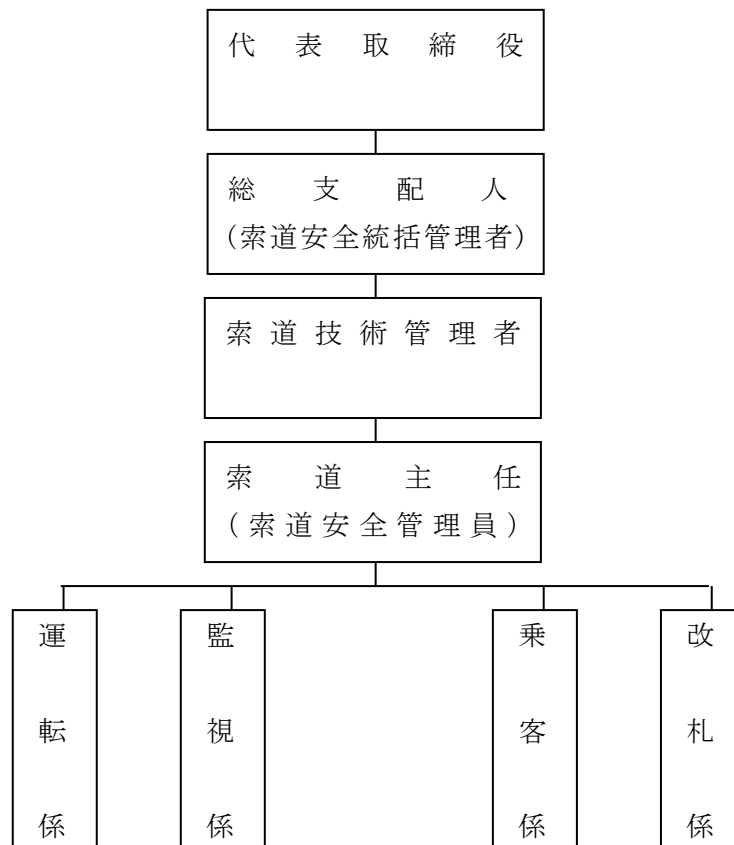 代表取締役
総支配人
(索道安全統括管理者)
索道技術管理者
索道主任
(索道安全管理員)
運転係
監視係
乗客係
改札係